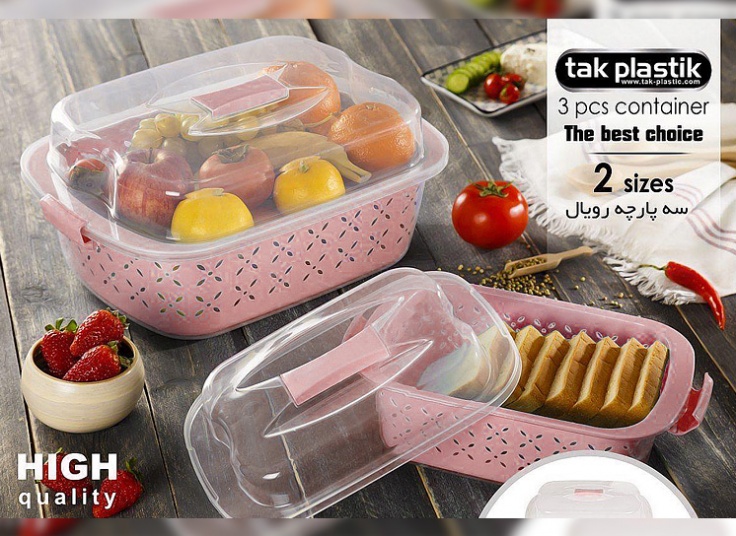 tak plastik
www.tak-plastic.com
3 pcs container
The best choice
2 sizes
سه پارچه رویال
HIGH
quality